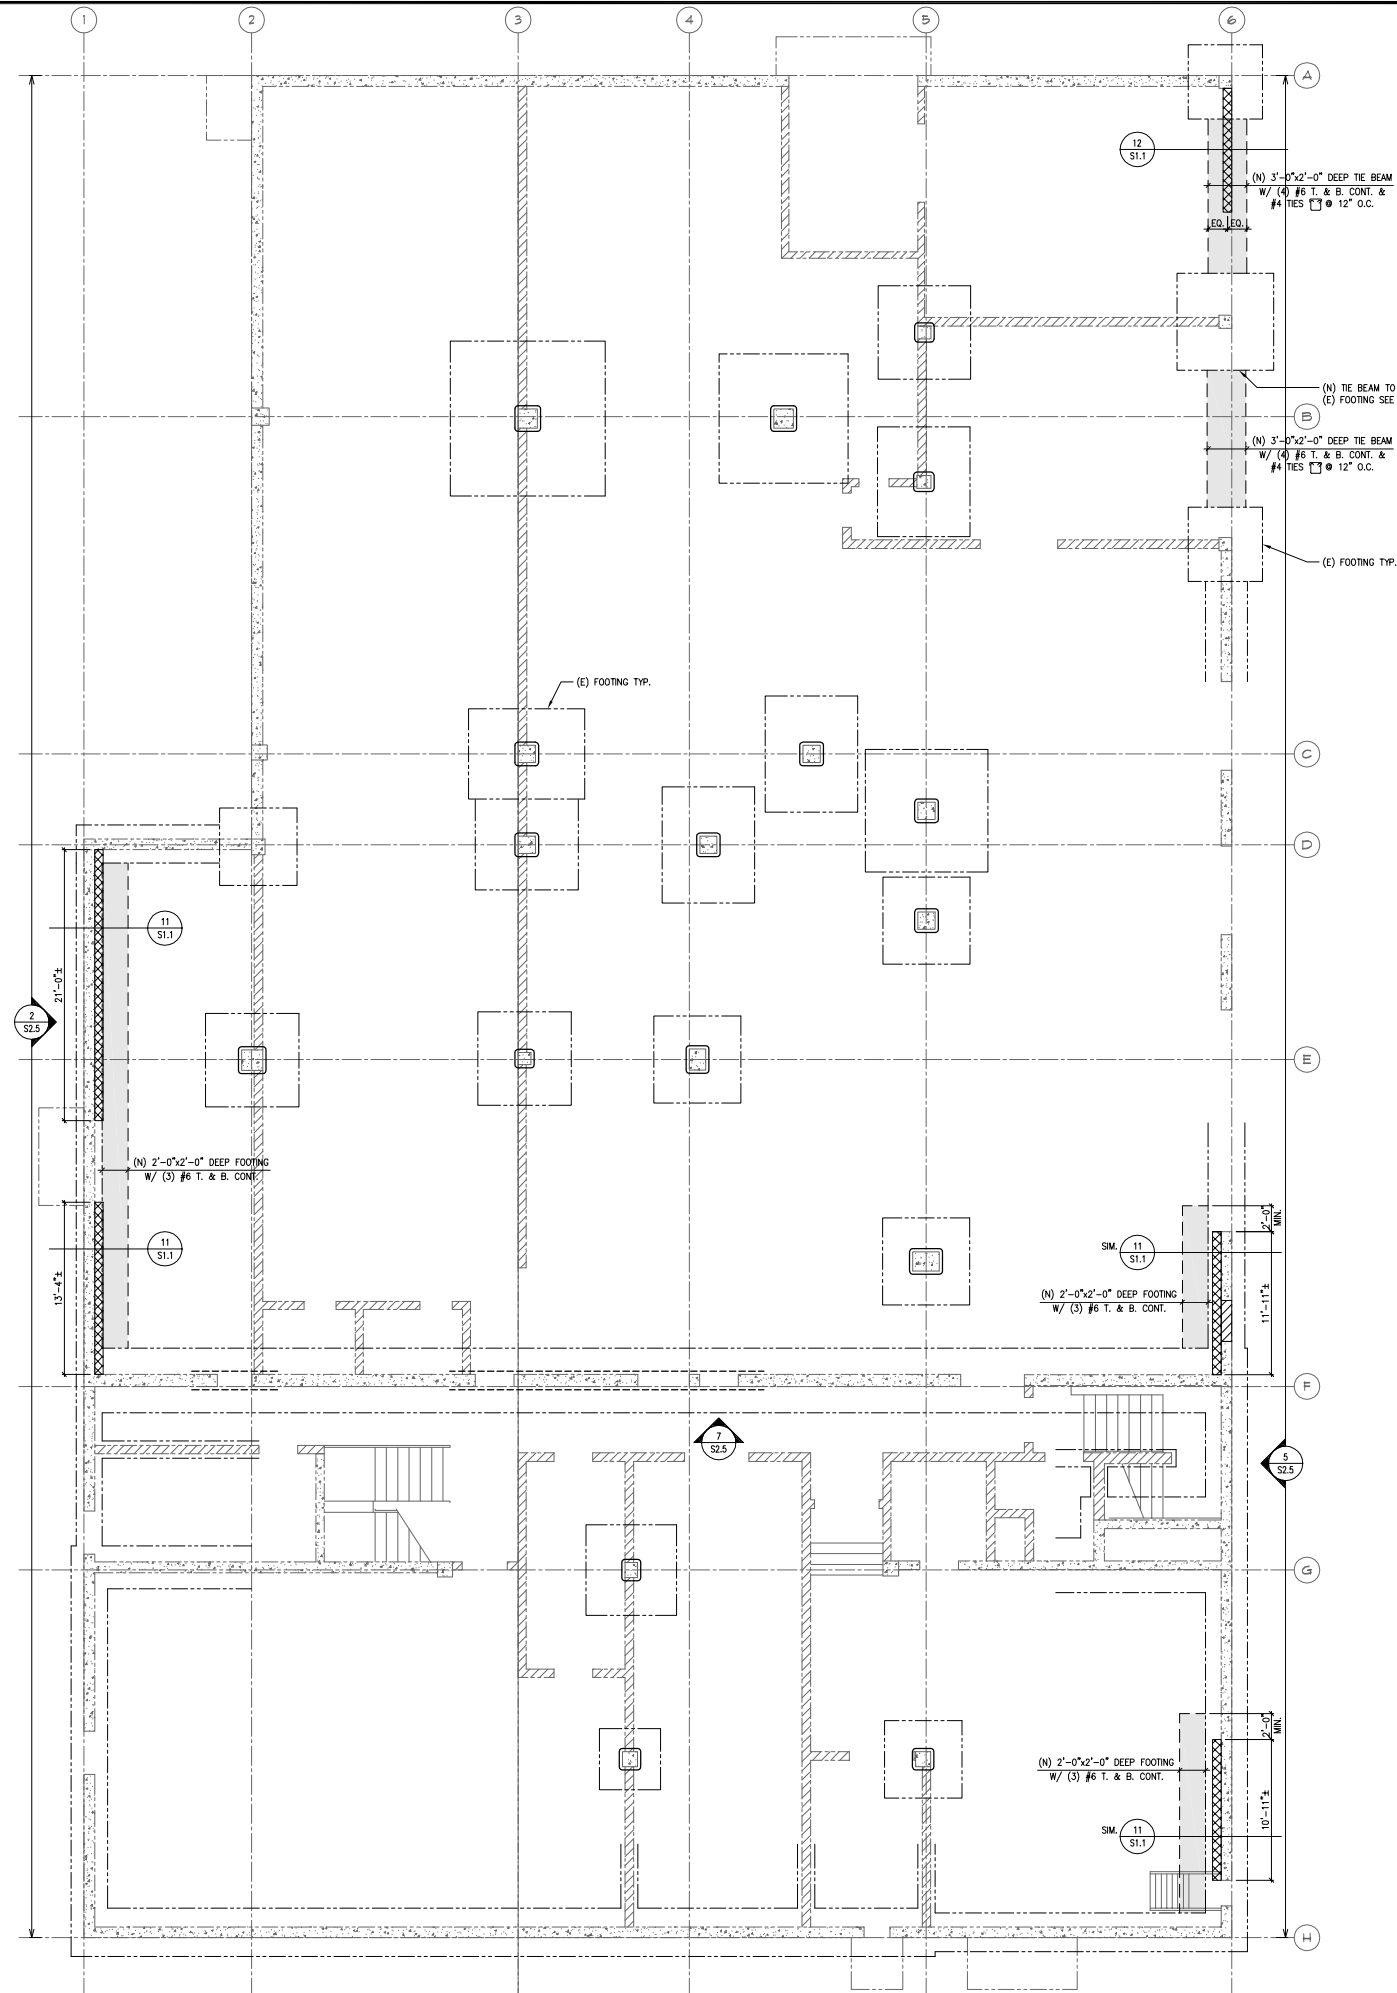 1
2
3
4
5
6
A
12
S1.1
(N) 3'-0"x2'-0" DEEP TIE BEAM
W/ (4) #6 T. & B. CONT. &
#4 TIES @ 12" O.C.
EQ. EQ.
(N) TIE BEAM TO
(E) FOOTING SEE
B
(N) 3'-0"x2'-0" DEEP TIE BEAM
W/ (4) #6 T. & B. CONT. &
#4 TIES @ 12" O.C.
(E) FOOTING TYP.
(E) FOOTING TYP.
C
D
11
S1.1
21'-0"±
2
S2.5
E
(N) 2'-0"x2'-0" DEEP FOOTING
W/ (3) #6 T. & B. CONT.
11
S1.1
13'-4"±
2'-0"
MIN.
SIM.
11
S1.1
(N) 2'-0"x2'-0" DEEP FOOTING
W/ (3) #6 T. & B. CONT.
11'-11"±
F
7
S2.5
5
S2.5
G
2'-0"
MIN.
(N) 2'-0"x2'-0" DEEP FOOTING
W/ (3) #6 T. & B. CONT.
10'-11"±
SIM.
11
S1.1
H